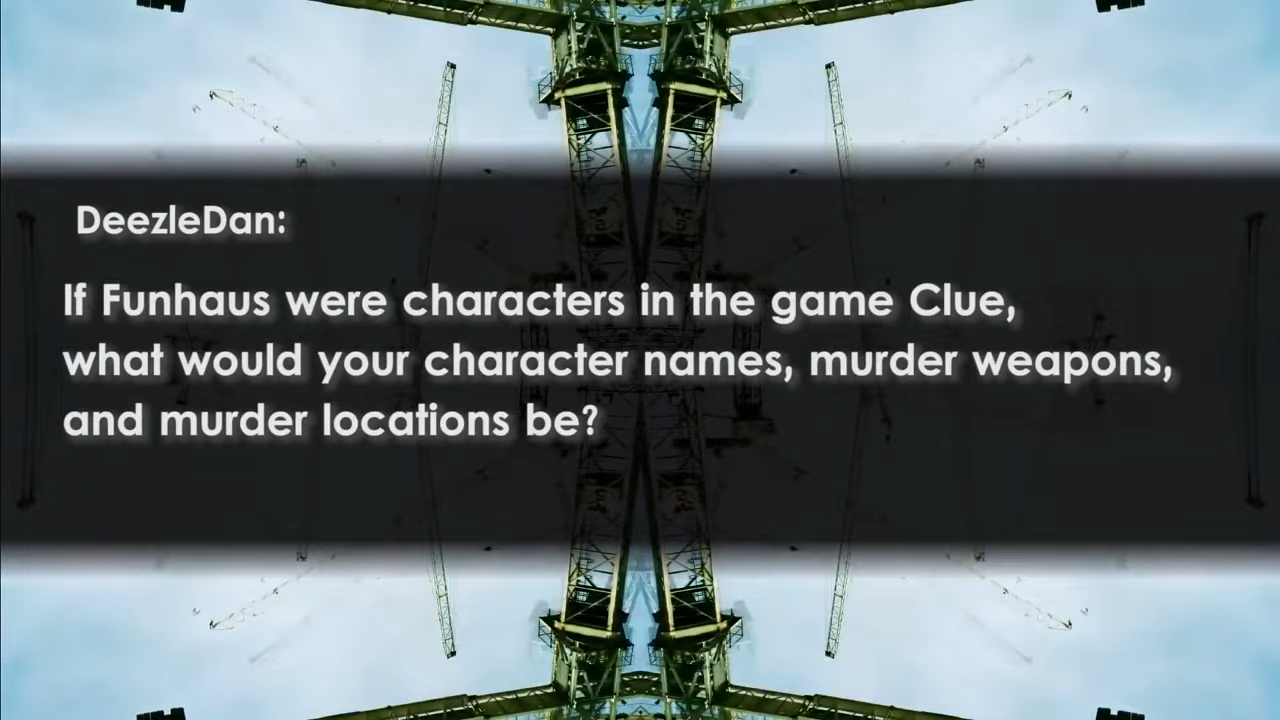 DeezleDan:
If Funhaus were characters in the game Clue,
what would your character names, murder weapons,
and murder locations be?